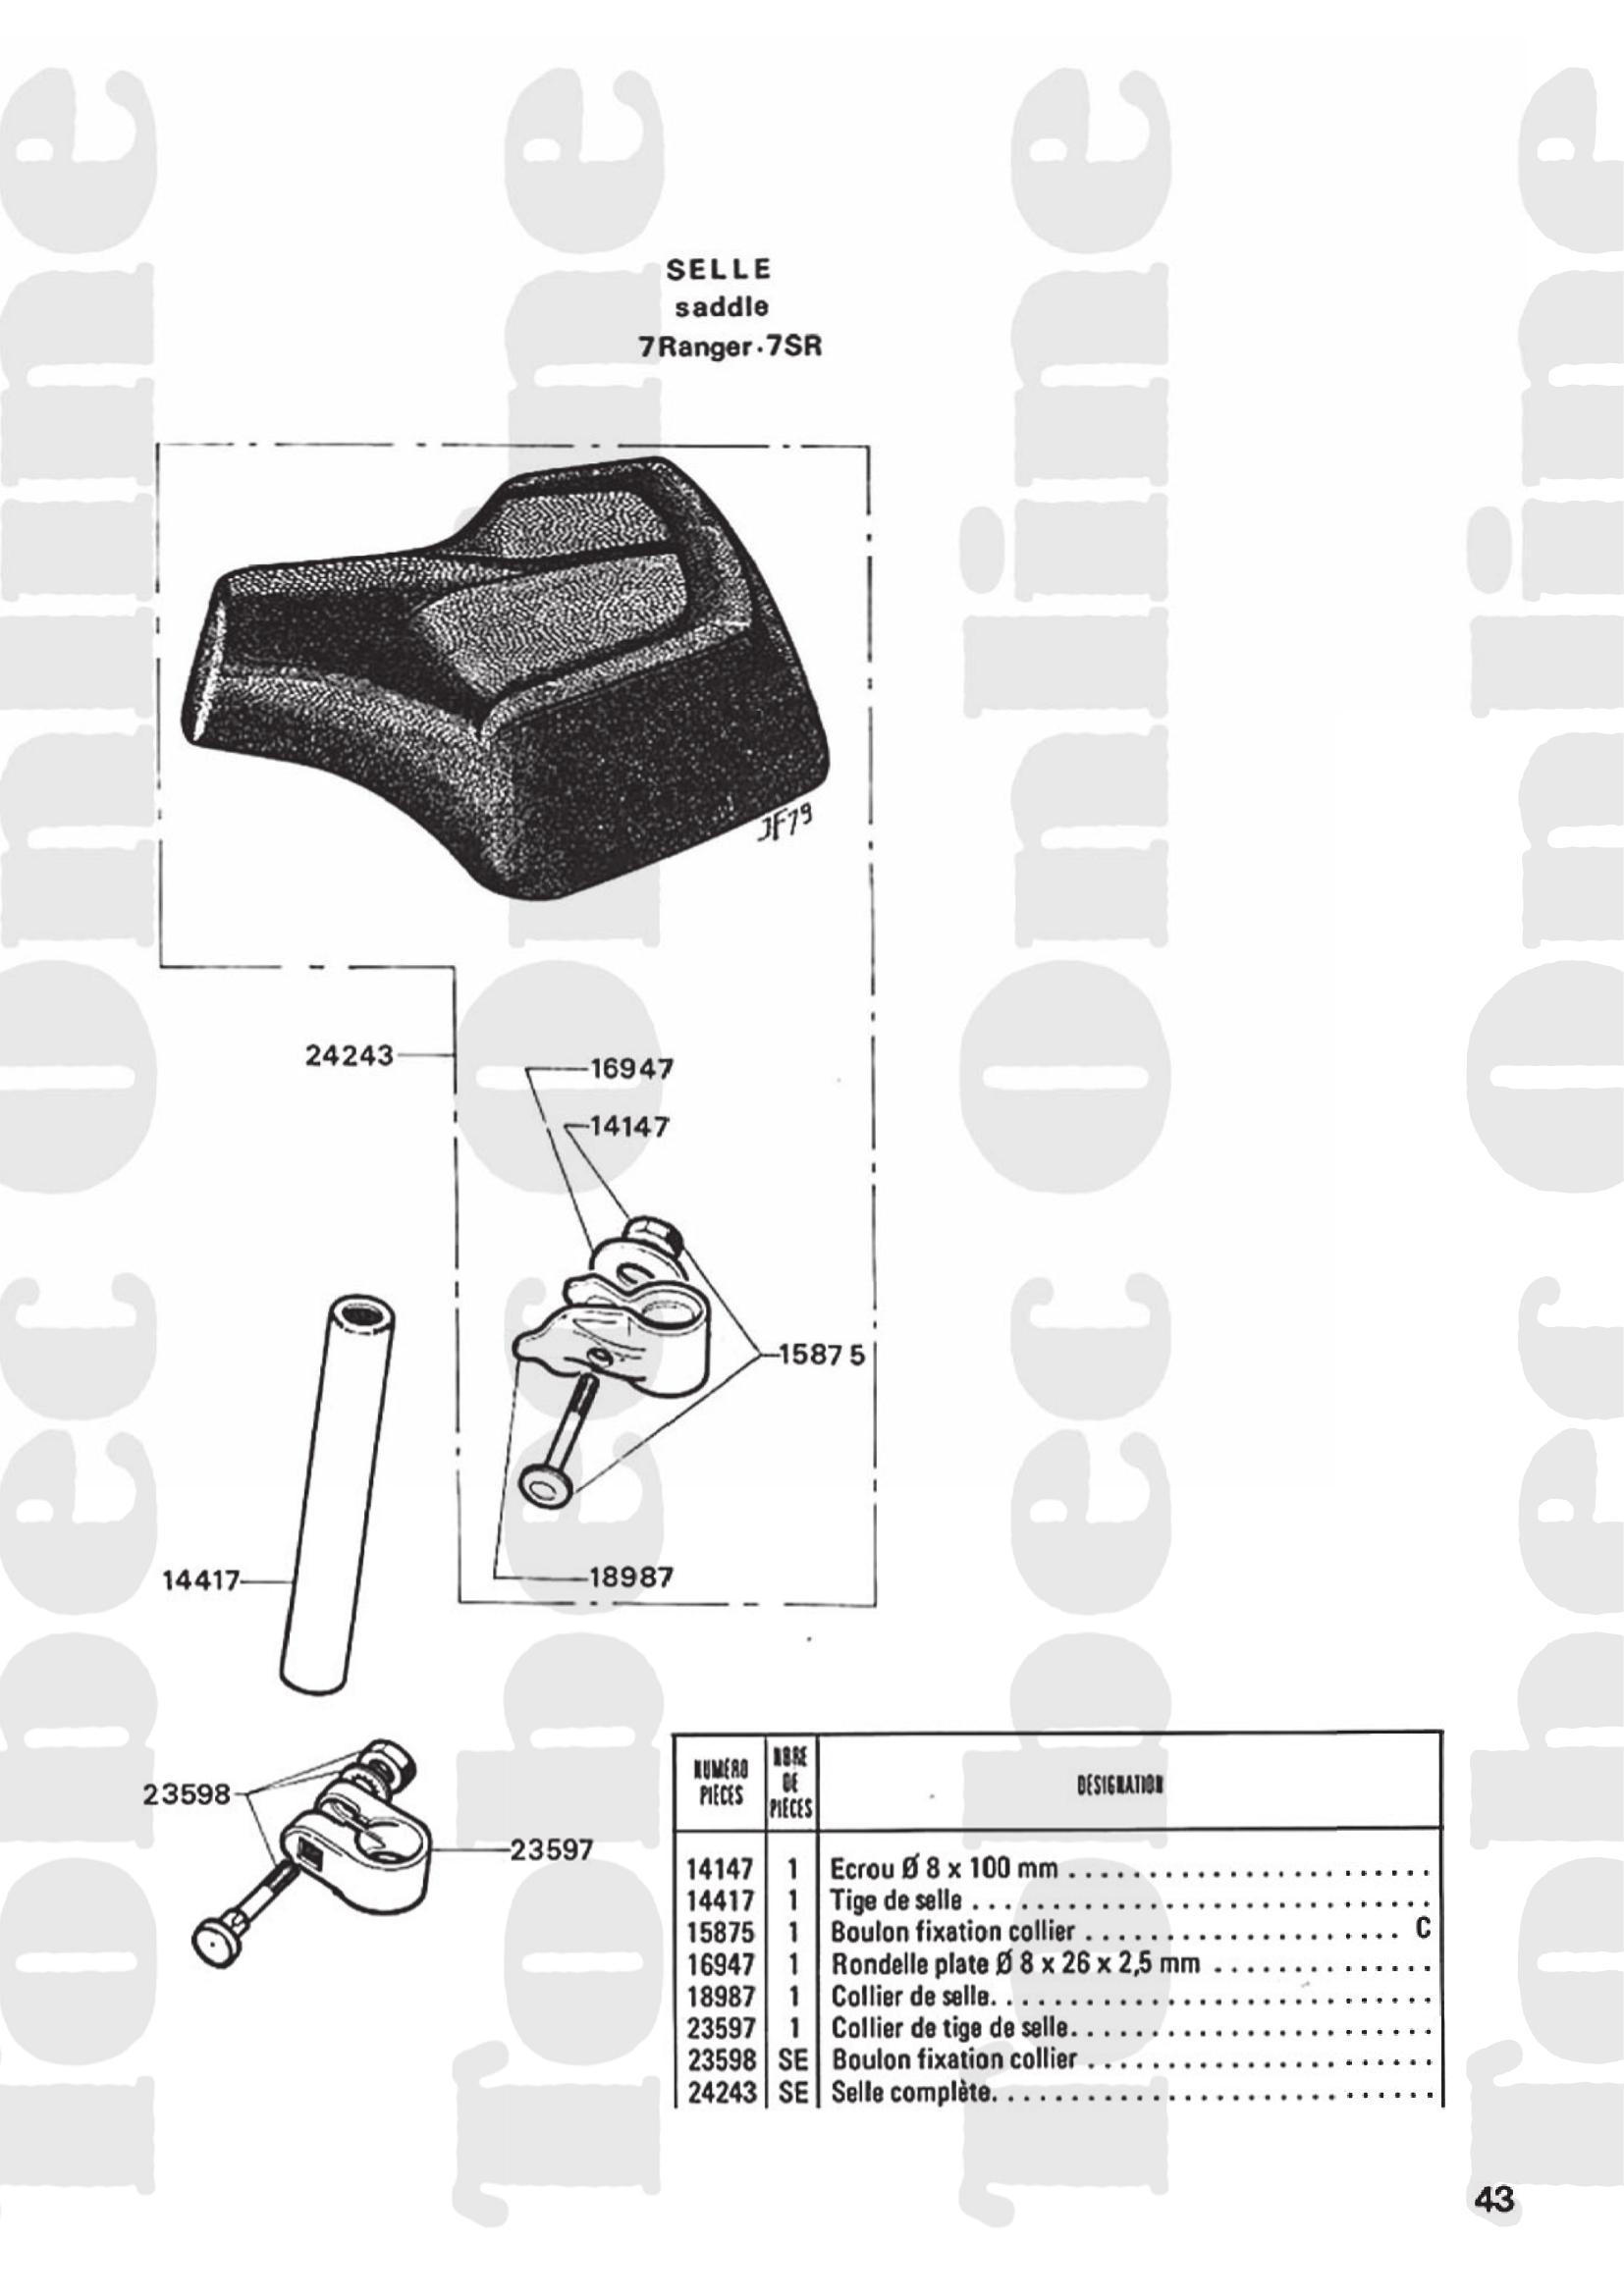 SELLE
saddle
7Ranger·7SR
JF79
24243
16947
14147
15875
14417
18987
23598
23597
NUMÉRO PIÈCES NBRE DE PIÈCES DÉSIGNATION
14147 1 Ecrou Ø 8 x 100 mm
14417 1 Tige de selle
15875 1 Boulon fixation collier C
16947 1 Rondelle plate Ø 8 x 26 x 2,5 mm
18987 1 Collier de selle
23597 1 Collier de tige de selle
23598 SE Boulon fixation collier
24243 SE Selle complète
43